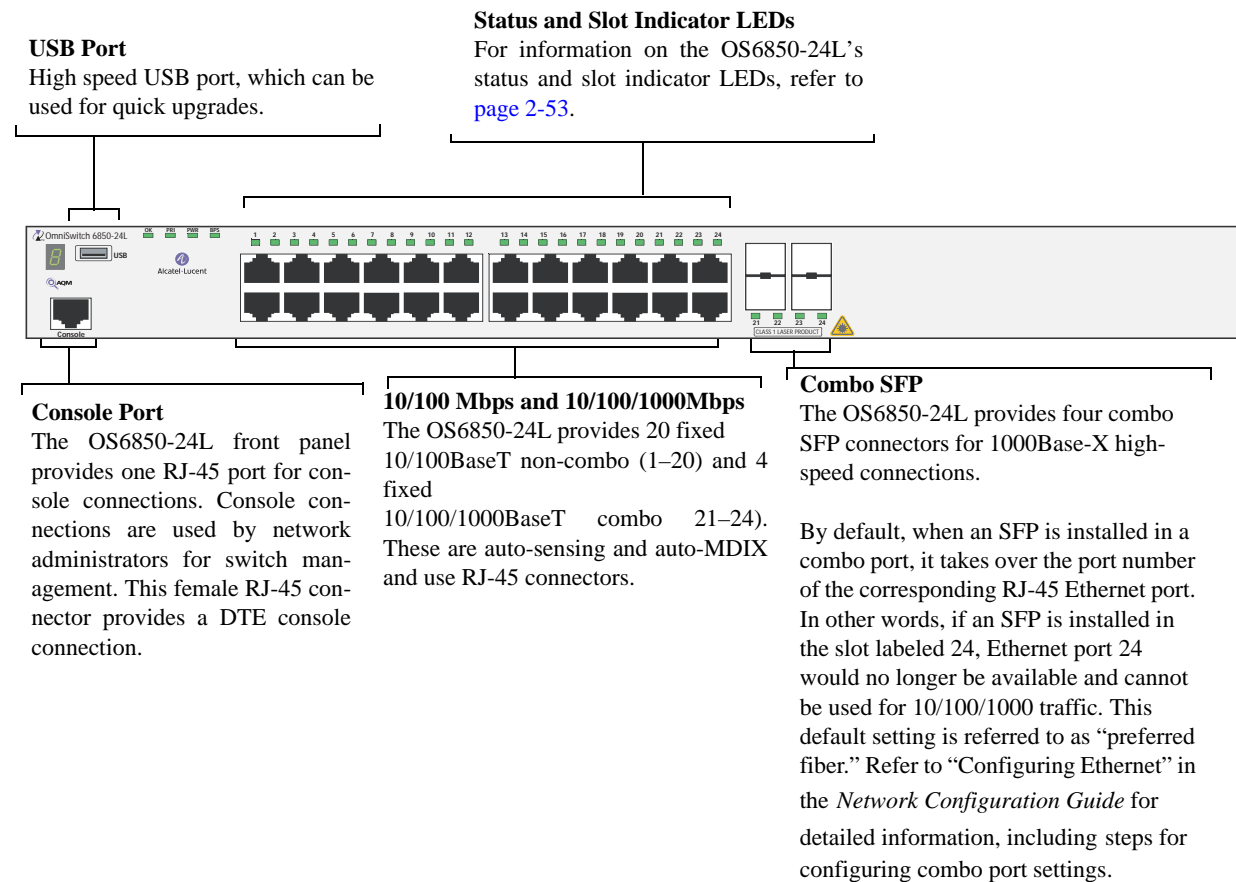 Status and Slot Indicator LEDs
For information on the OS6850-24L's
status and slot indicator LEDs, refer to
page 2-53.
USB Port
High speed USB port, which can be
used for quick upgrades.
OmniSwitch 6850-24L
OK PRI PWR BPS
USB
Alcatel-Lucent
AQM
Console
1 2 3 4 5 6 7 8 9 10 11 12
13 14 15 16 17 18 19 20 21 22 23 24
21 22 23 24
CLASS 1 LASER PRODUCT
Console Port
The OS6850-24L front panel
provides one RJ-45 port for con-
sole connections. Console con-
nections are used by network
administrators for switch man-
agement. This female RJ-45 con-
nector provides a DTE console
connection.
10/100 Mbps and 10/100/1000Mbps
The OS6850-24L provides 20 fixed
10/100BaseT non-combo (1–20) and 4
fixed
10/100/1000BaseT combo 21–24).
These are auto-sensing and auto-MDIX
and use RJ-45 connectors.
Combo SFP
The OS6850-24L provides four combo
SFP connectors for 1000Base-X high-
speed connections.
By default, when an SFP is installed in a
combo port, it takes over the port number
of the corresponding RJ-45 Ethernet port.
In other words, if an SFP is installed in
the slot labeled 24, Ethernet port 24
would no longer be available and cannot
be used for 10/100/1000 traffic. This
default setting is referred to as “preferred
fiber.” Refer to “Configuring Ethernet” in
the Network Configuration Guide for
detailed information, including steps for
configuring combo port settings.